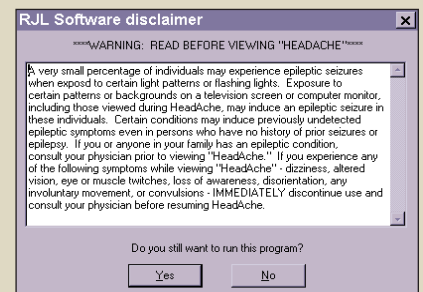 RJL Software disclaimer
****WARNING: READ BEFORE VIEWING "HEADACHE"****
A very small percentage of individuals may experience epileptic seizures
when exposd to certain light patterns or flashing lights. Exposure to
certain patterns or backgrounds on a television screen or computer monitor,
including those viewed during HeadAche, may induce an epileptic seizure in
these individuals. Certain conditions may induce previously undetected
epileptic symptoms even in persons who have no history of prior seizures or
epilepsy. If you or anyone in your family has an epileptic condition,
consult your physician prior to viewing "HeadAche." If you experience any
of the following symptoms while viewing "HeadAche" - dizziness, altered
vision, eye or muscle twitches, loss of awareness, disorientation, any
involuntary movement, or convulsions - IMMEDIATELY discontinue use and
consult your physician before resuming HeadAche.
Do you still want to run this program?
Yes No